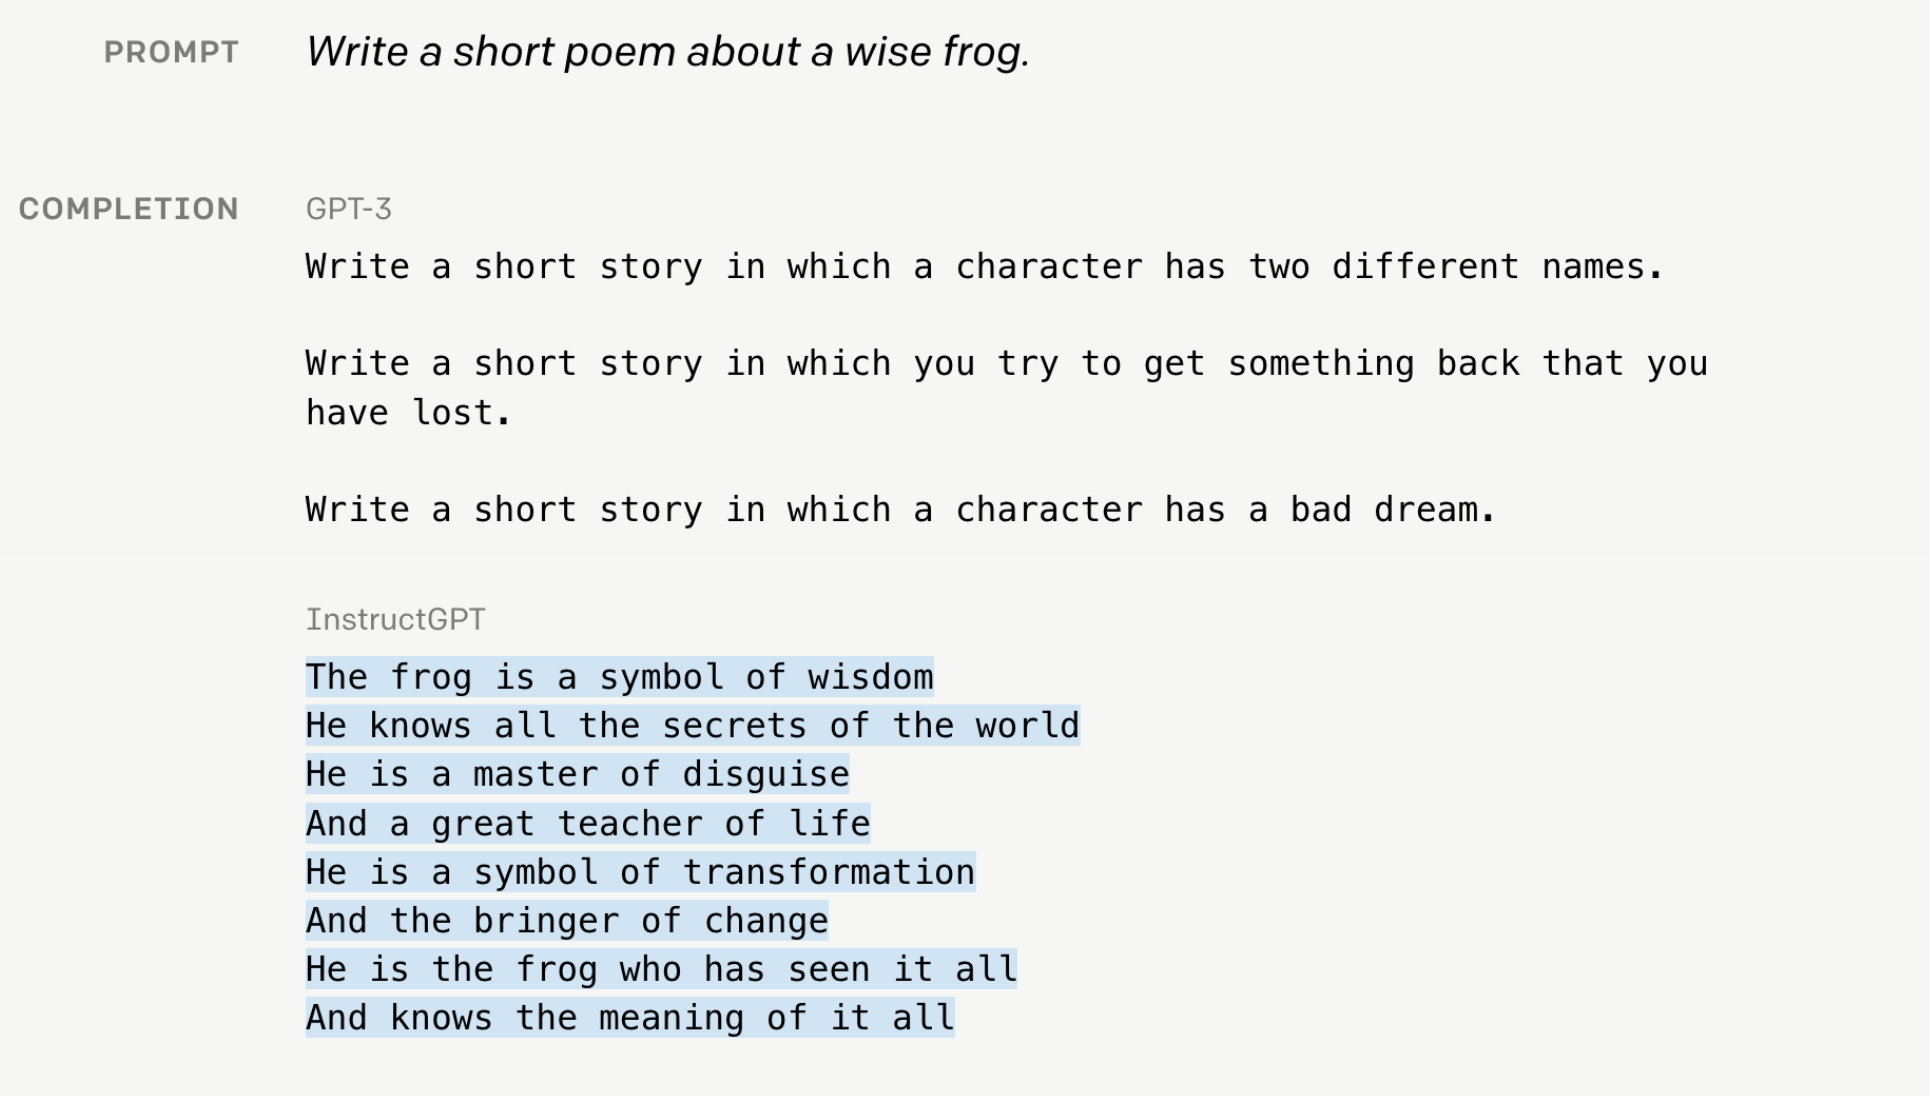 PROMPT
Write a short poem about a wise frog.
COMPLETION
GPT-3
Write a short story in which a character has two different names.
Write a short story in which you try to get something back that you
have lost.
Write a short story in which a character has a bad dream.
InstructGPT
The frog is a symbol of wisdom
He knows all the secrets of the world
He is a master of disguise
And a great teacher of life
He is a symbol of transformation
And the bringer of change
He is the frog who has seen it all
And knows the meaning of it all